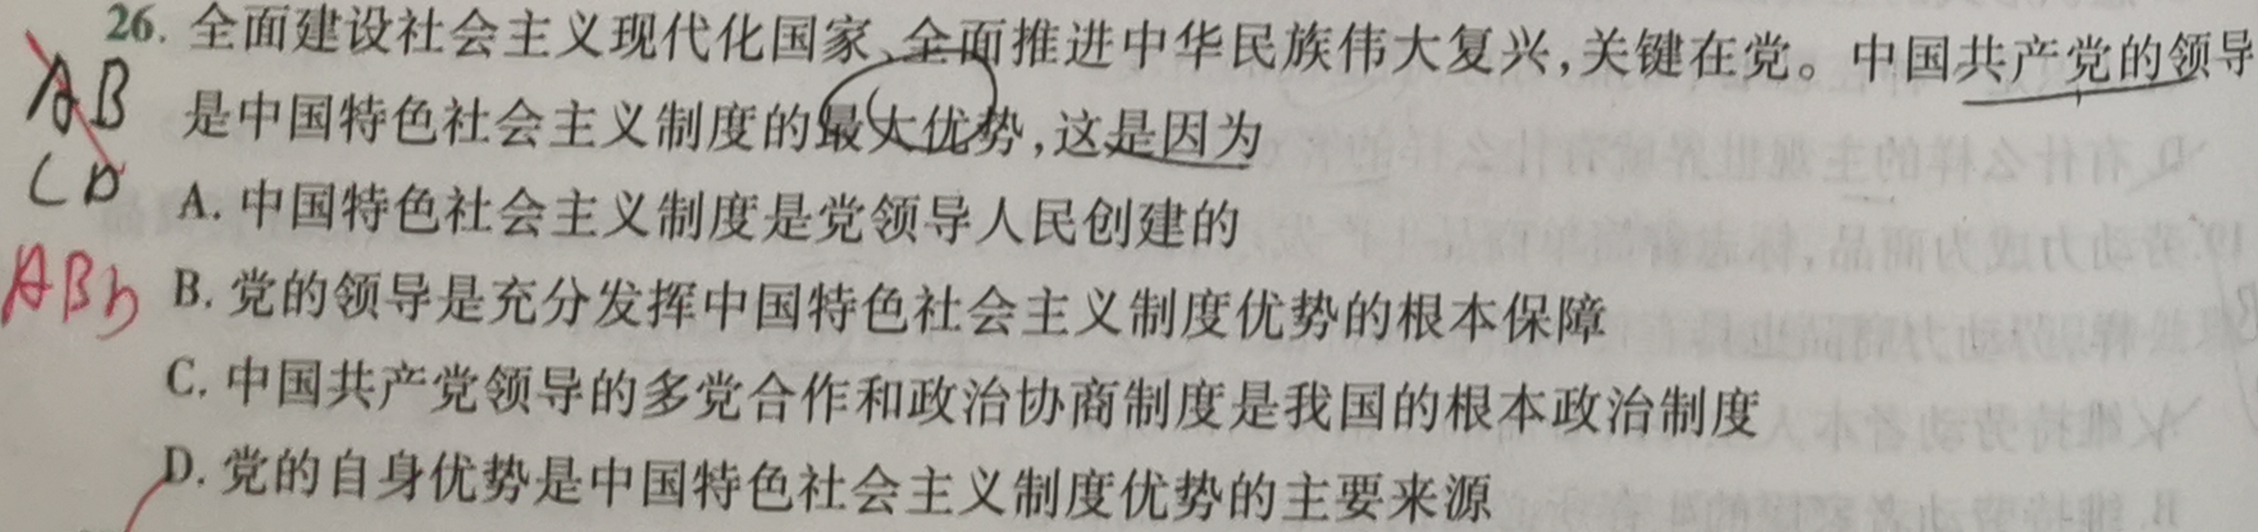 26. 全面建设社会主义现代化国家、全面推进中华民族伟大复兴,关键在党。中国共产党的领导
是中国特色社会主义制度的最大优势,这是因为
AB
CD
A. 中国特色社会主义制度是党领导人民创建的
ABD
B. 党的领导是充分发挥中国特色社会主义制度优势的根本保障
C. 中国共产党领导的多党合作和政治协商制度是我国的根本政治制度
D. 党的自身优势是中国特色社会主义制度优势的主要来源